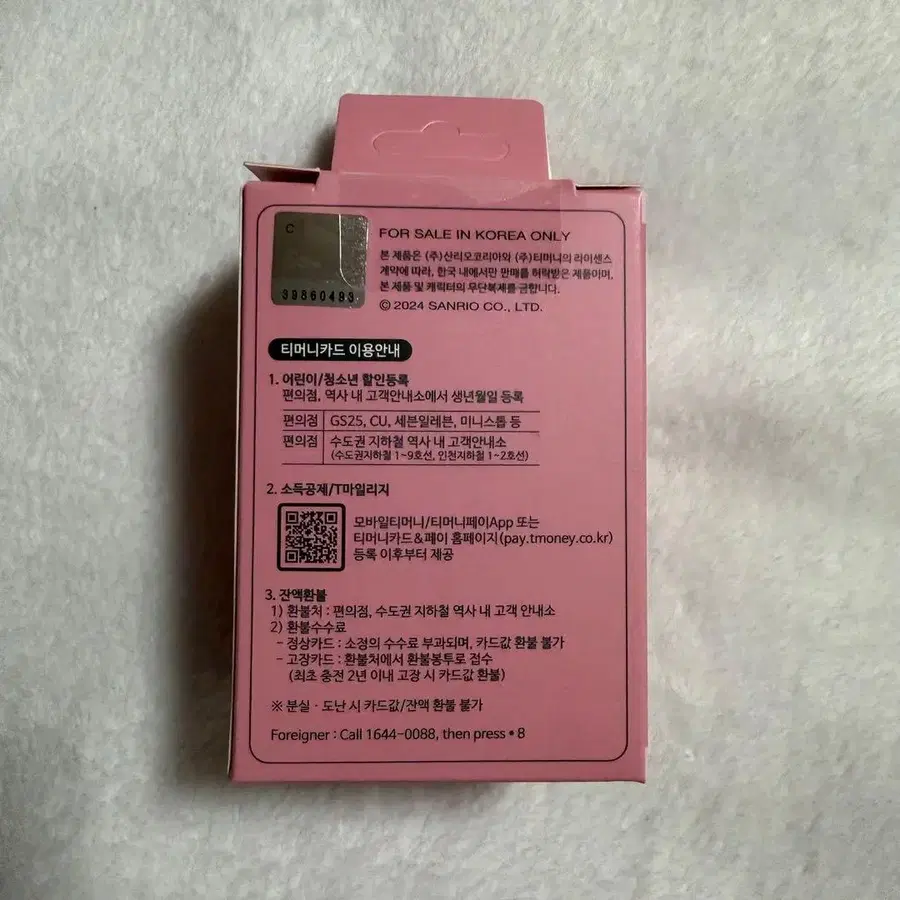 C
39860493
FOR SALE IN KOREA ONLY
본 제품은 (주)산리오코리아와 (주)티머니의 라이센스
계약에 따라, 한국 내에서만 판매를 허락받은 제품이며,
본 제품 및 캐릭터의 무단복제를 금합니다.
© 2024 SANRIO CO., LTD.
티머니카드 이용안내
1. 어린이/청소년 할인등록
편의점, 역사 내 고객안내소에서 생년월일 등록
편의점 GS25, CU, 세븐일레븐, 미니스톱 등
편의점 수도권 지하철 역사 내 고객안내소
(수도권지하철 1~9호선, 인천지하철 1~2호선)
2. 소득공제/T마일리지
모바일티머니/티머니페이App 또는
티머니카드&페이 홈페이지(pay.tmoney.co.kr)
등록 이후부터 제공
3. 잔액환불
1) 환불처 : 편의점, 수도권 지하철 역사 내 고객 안내소
2) 환불수수료
- 정상카드 : 소정의 수수료 부과되며, 카드값 환불 불가
- 고장카드 : 환불처에서 환불봉투로 접수
(최초 충전 2년 이내 고장 시 카드값 환불)
※ 분실 · 도난 시 카드값/잔액 환불 불가
Foreigner : Call 1644-0088, then press • 8